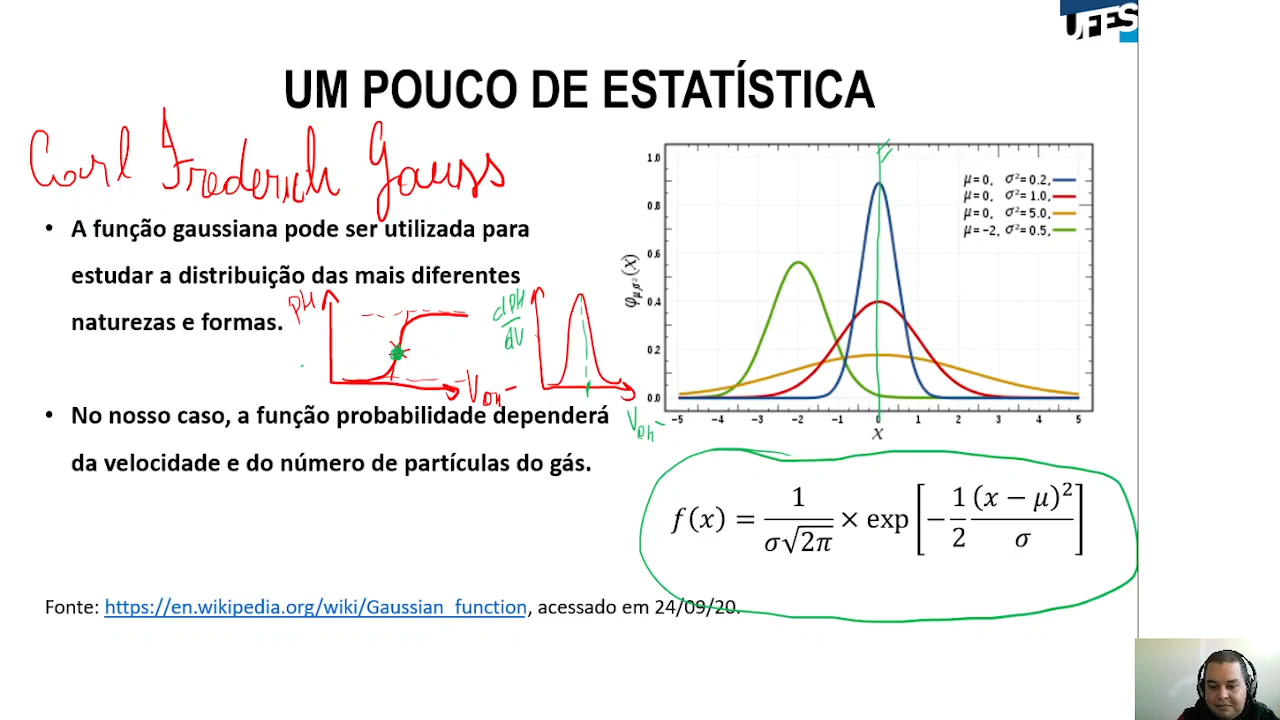 UFES
UM POUCO DE ESTATÍSTICA
Carl Frederich Gauss
• A função gaussiana pode ser utilizada para
estudar a distribuição das mais diferentes
naturezas e formas.
PH
V OH⁻
dPH
dV
V OH⁻
• No nosso caso, a função probabilidade dependerá
da velocidade e do número de partículas do gás.
Fonte: https://en.wikipedia.org/wiki/Gaussian_function, acessado em 24/09/20.
φμ,σ²(x)
1.0
0.8
0.6
0.4
0.2
0.0
-5 -4 -3 -2 -1 0 1 2 3 4 5
x
μ=0, σ²=0.2,
μ=0, σ²=1.0,
μ=0, σ²=5.0,
μ=-2, σ²=0.5,
f(x) = 1/(σ√2π) × exp[−1/2 (x − μ)²/σ]